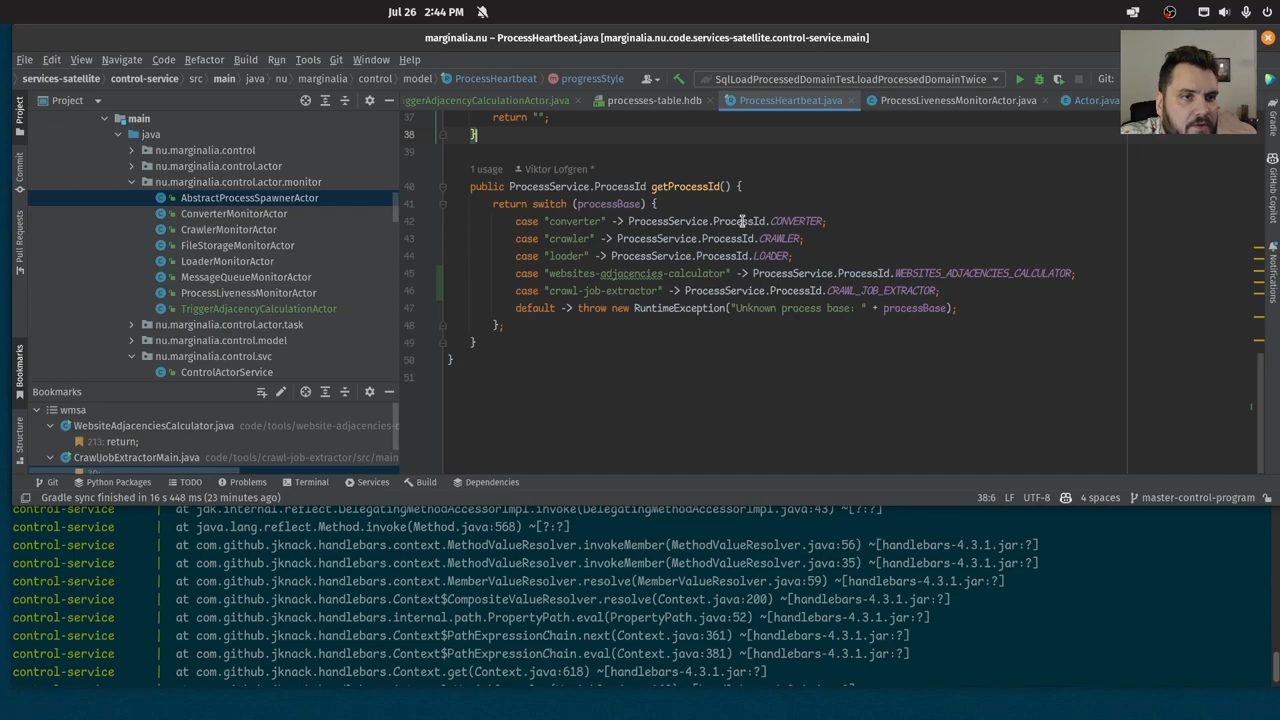 Jul 26 2:44 PM
marginalia.nu – ProcessHeartbeat.java [marginalia.nu.code.services-satellite.control-service.main]
File Edit View Navigate Code Refactor Build Run Tools Git Window Help
services-satellite control-service src main java nu marginalia control model ProcessHeartbeat progressStyle SqlLoadProcessedDomainTest.loadProcessedDomainTwice Git:
Project
ggerAdjacencyCalculationActor.java processes-table.hdb ProcessHeartbeat.java ProcessLivenessMonitorActor.java Actor.java
main
java
nu.marginalia.control
nu.marginalia.control.actor
nu.marginalia.control.actor.monitor
AbstractProcessSpawnerActor
ConverterMonitorActor
CrawlerMonitorActor
FileStorageMonitorActor
LoaderMonitorActor
MessageQueueMonitorActor
ProcessLivenessMonitorActor
TriggerAdjacencyCalculationActor
nu.marginalia.control.actor.task
nu.marginalia.control.model
nu.marginalia.control.svc
ControlActorService
37 return "";
38 }
39
1 usage Viktor Lofgren *
40 public ProcessService.ProcessId getProcessId() {
41 return switch (processBase) {
42 case "converter" -> ProcessService.ProcessId.CONVERTER;
43 case "crawler" -> ProcessService.ProcessId.CRAWLER;
44 case "loader" -> ProcessService.ProcessId.LOADER;
45 case "websites-adjacencies-calculator" -> ProcessService.ProcessId.WEBSITES_ADJACENCIES_CALCULATOR;
46 case "crawl-job-extractor" -> ProcessService.ProcessId.CRAWL_JOB_EXTRACTOR;
47 default -> throw new RuntimeException("Unknown process base: " + processBase);
48 };
49 }
50 }
51
Bookmarks
wmsa
WebsiteAdjacenciesCalculator.java code/tools/website-adjacencies-
213: return;
CrawlJobExtractorMain.java code/tools/crawl-job-extractor/src/main
Project
Commit
Pull Requests
Bookmarks
Structure
Gradle
GitHub Copilot
Notifications
Git Python Packages TODO Problems Terminal Services Build Dependencies
Gradle sync finished in 16 s 448 ms (23 minutes ago) 38:6 LF UTF-8 4 spaces master-control-program
control-service | at jdk.internal.reflect.DelegatingMethodAccessorImpl.invoke(DelegatingMethodAccessorImpl.java:43) ~[?:?]
control-service | at java.lang.reflect.Method.invoke(Method.java:568) ~[?:?]
control-service | at com.github.jknack.handlebars.context.MethodValueResolver.invokeMember(MethodValueResolver.java:56) ~[handlebars-4.3.1.jar:?]
control-service | at com.github.jknack.handlebars.context.MethodValueResolver.invokeMember(MethodValueResolver.java:35) ~[handlebars-4.3.1.jar:?]
control-service | at com.github.jknack.handlebars.context.MemberValueResolver.resolve(MemberValueResolver.java:59) ~[handlebars-4.3.1.jar:?]
control-service | at com.github.jknack.handlebars.Context$CompositeValueResolver.resolve(Context.java:200) ~[handlebars-4.3.1.jar:?]
control-service | at com.github.jknack.handlebars.internal.path.PropertyPath.eval(PropertyPath.java:52) ~[handlebars-4.3.1.jar:?]
control-service | at com.github.jknack.handlebars.Context$PathExpressionChain.next(Context.java:361) ~[handlebars-4.3.1.jar:?]
control-service | at com.github.jknack.handlebars.Context$PathExpressionChain.eval(Context.java:381) ~[handlebars-4.3.1.jar:?]
control-service | at com.github.jknack.handlebars.Context.get(Context.java:618) ~[handlebars-4.3.1.jar:?]